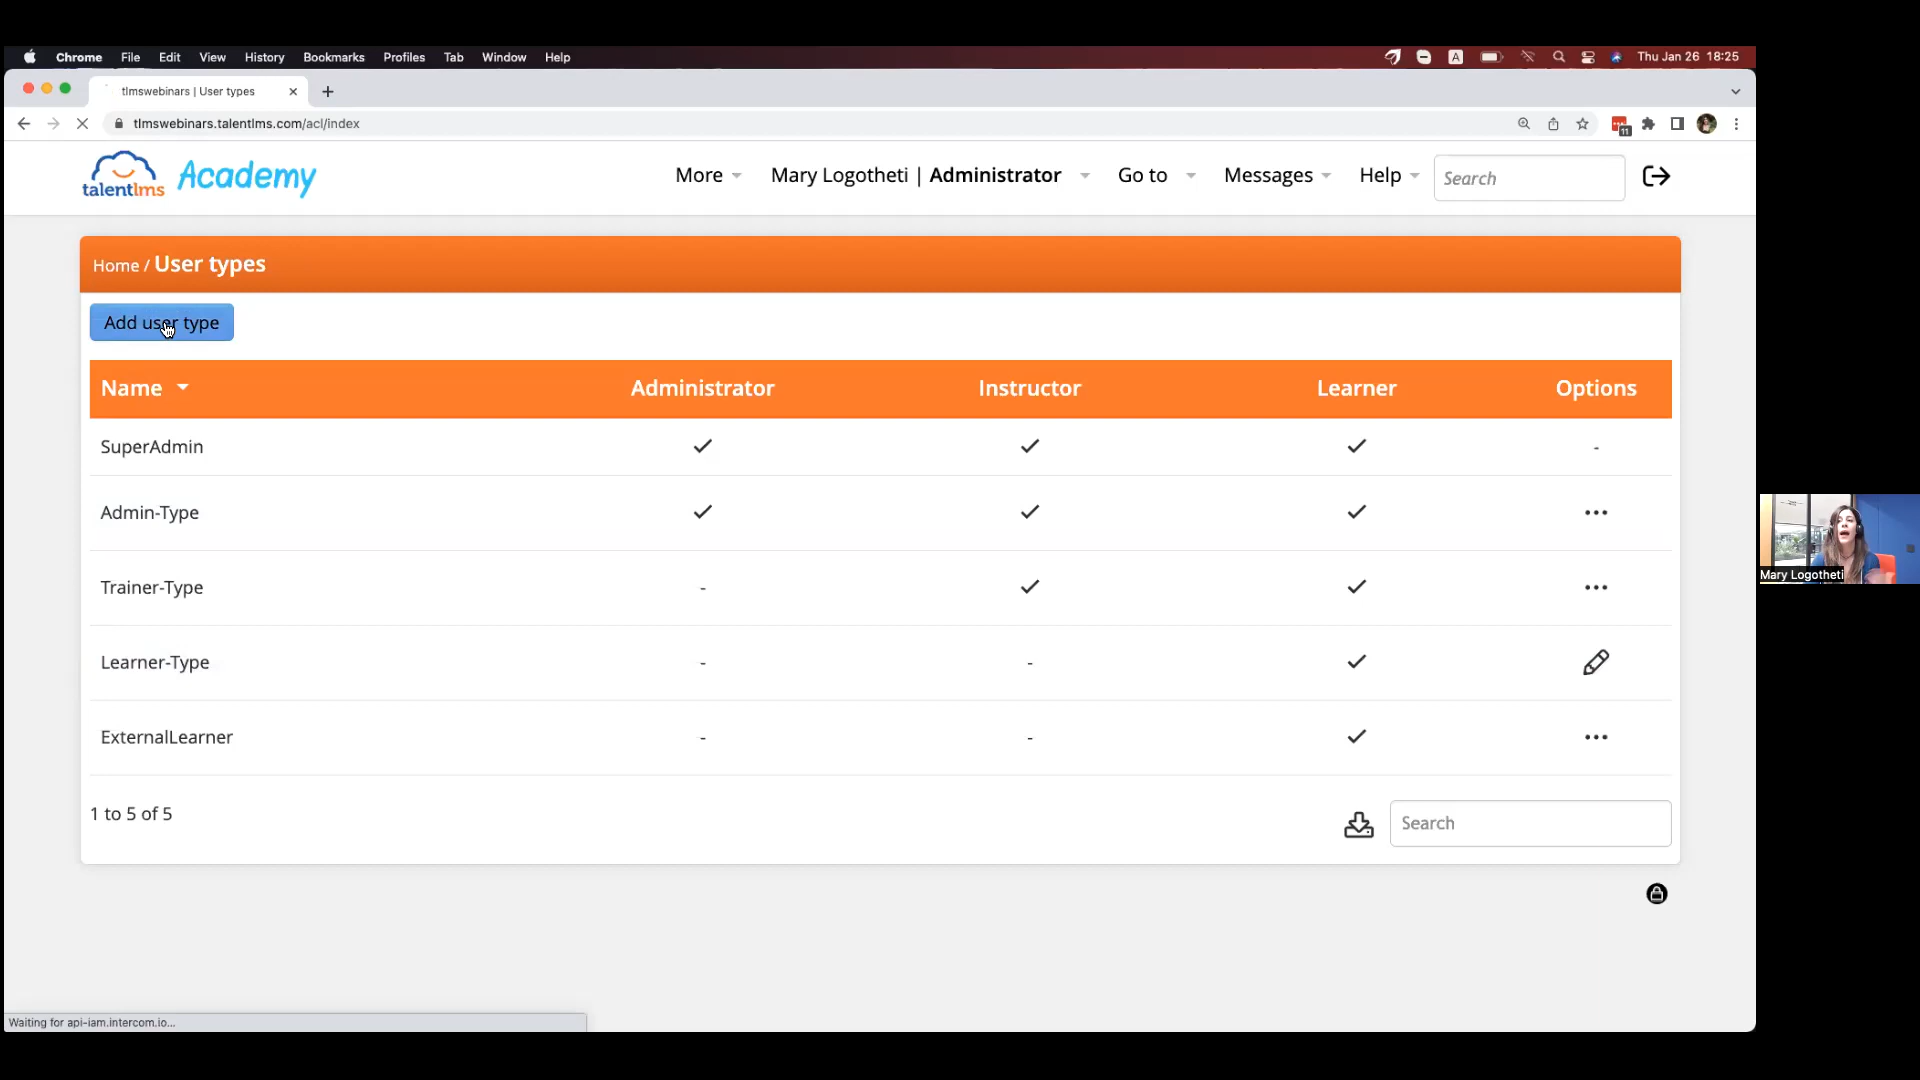 Chrome File Edit View History Bookmarks Profiles Tab Window Help
A
Thu Jan 26 18:25
tlmswebinars | User types
tlmswebinars.talentlms.com/acl/index
11
talentlms Academy
More
Mary Logotheti | Administrator
Go to
Messages
Help
Search
Home / User types
Add user type
Name Administrator Instructor Learner Options
SuperAdmin -
Admin-Type
Trainer-Type -
Learner-Type - -
ExternalLearner - -
1 to 5 of 5
Search
Waiting for api-iam.intercom.io...
Mary Logotheti